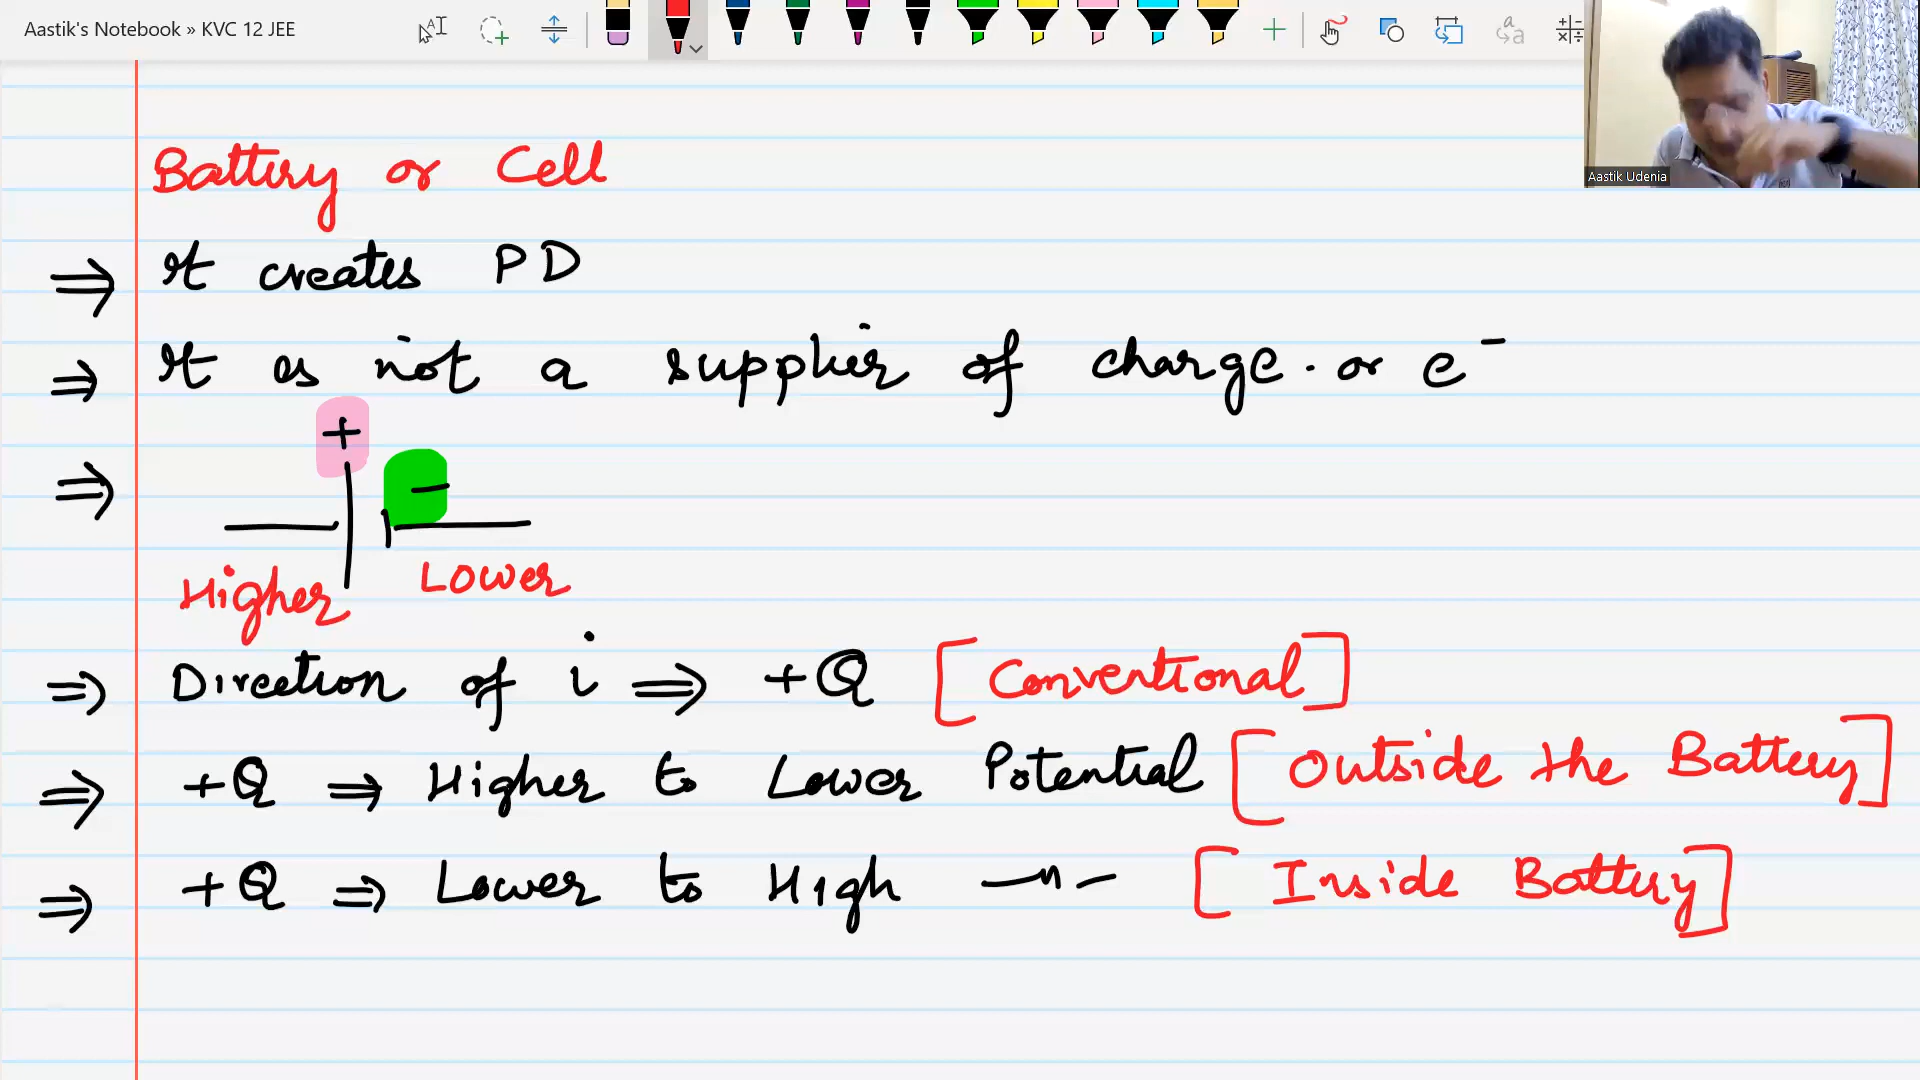 Aastik's Notebook » KVC 12 JEE
Aastik Udenia
Battery or Cell
⇒ It creates PD
⇒ It is not a supplier of charge. or e⁻
⇒ + −
Higher Lower
⇒ Direction of i ⇒ +Q [Conventional]
⇒ +Q ⇒ Higher to Lower Potential [Outside the Battery]
⇒ +Q ⇒ Lower to High —〃— [Inside Battery]